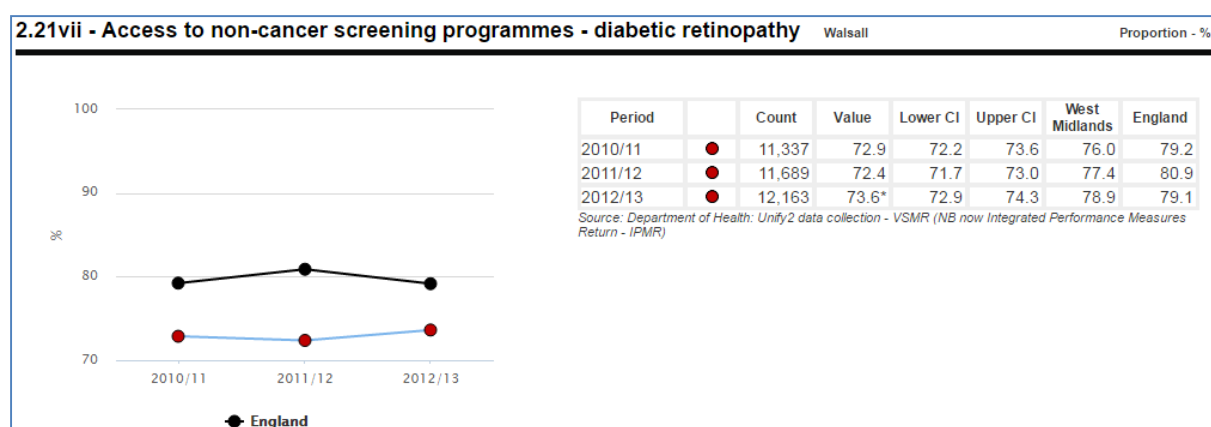 2.21vii - Access to non-cancer screening programmes - diabetic retinopathy Walsall Proportion - %
100
90
%
80
70
2010/11 2011/12 2012/13
England
Period Count Value Lower CI Upper CI West Midlands England
2010/11 11,337 72.9 72.2 73.6 76.0 79.2
2011/12 11,689 72.4 71.7 73.0 77.4 80.9
2012/13 12,163 73.6* 72.9 74.3 78.9 79.1
Source: Department of Health: Unify2 data collection - VSMR (NB now Integrated Performance Measures
Return - IPMR)